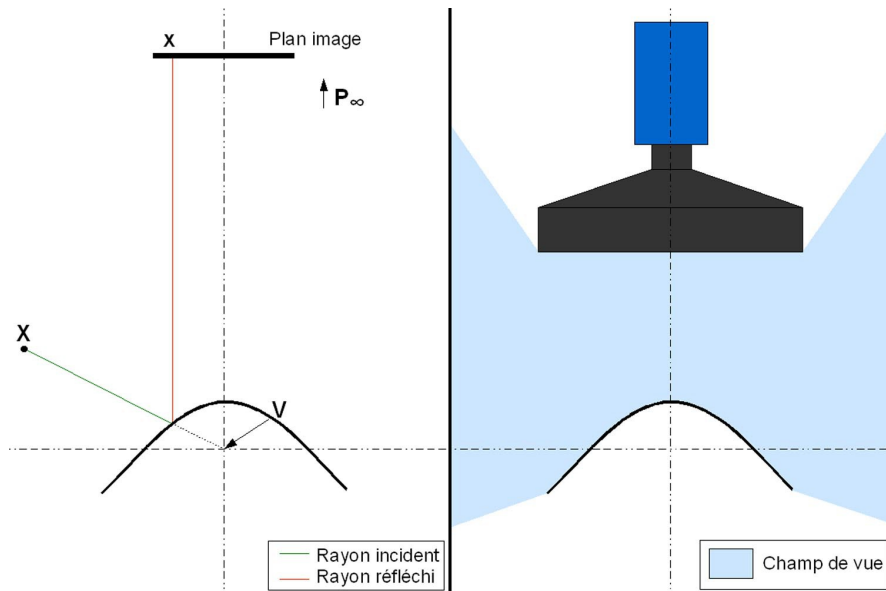 x
Plan image
P∞
X
V
Rayon incident
Rayon réfléchi
Champ de vue